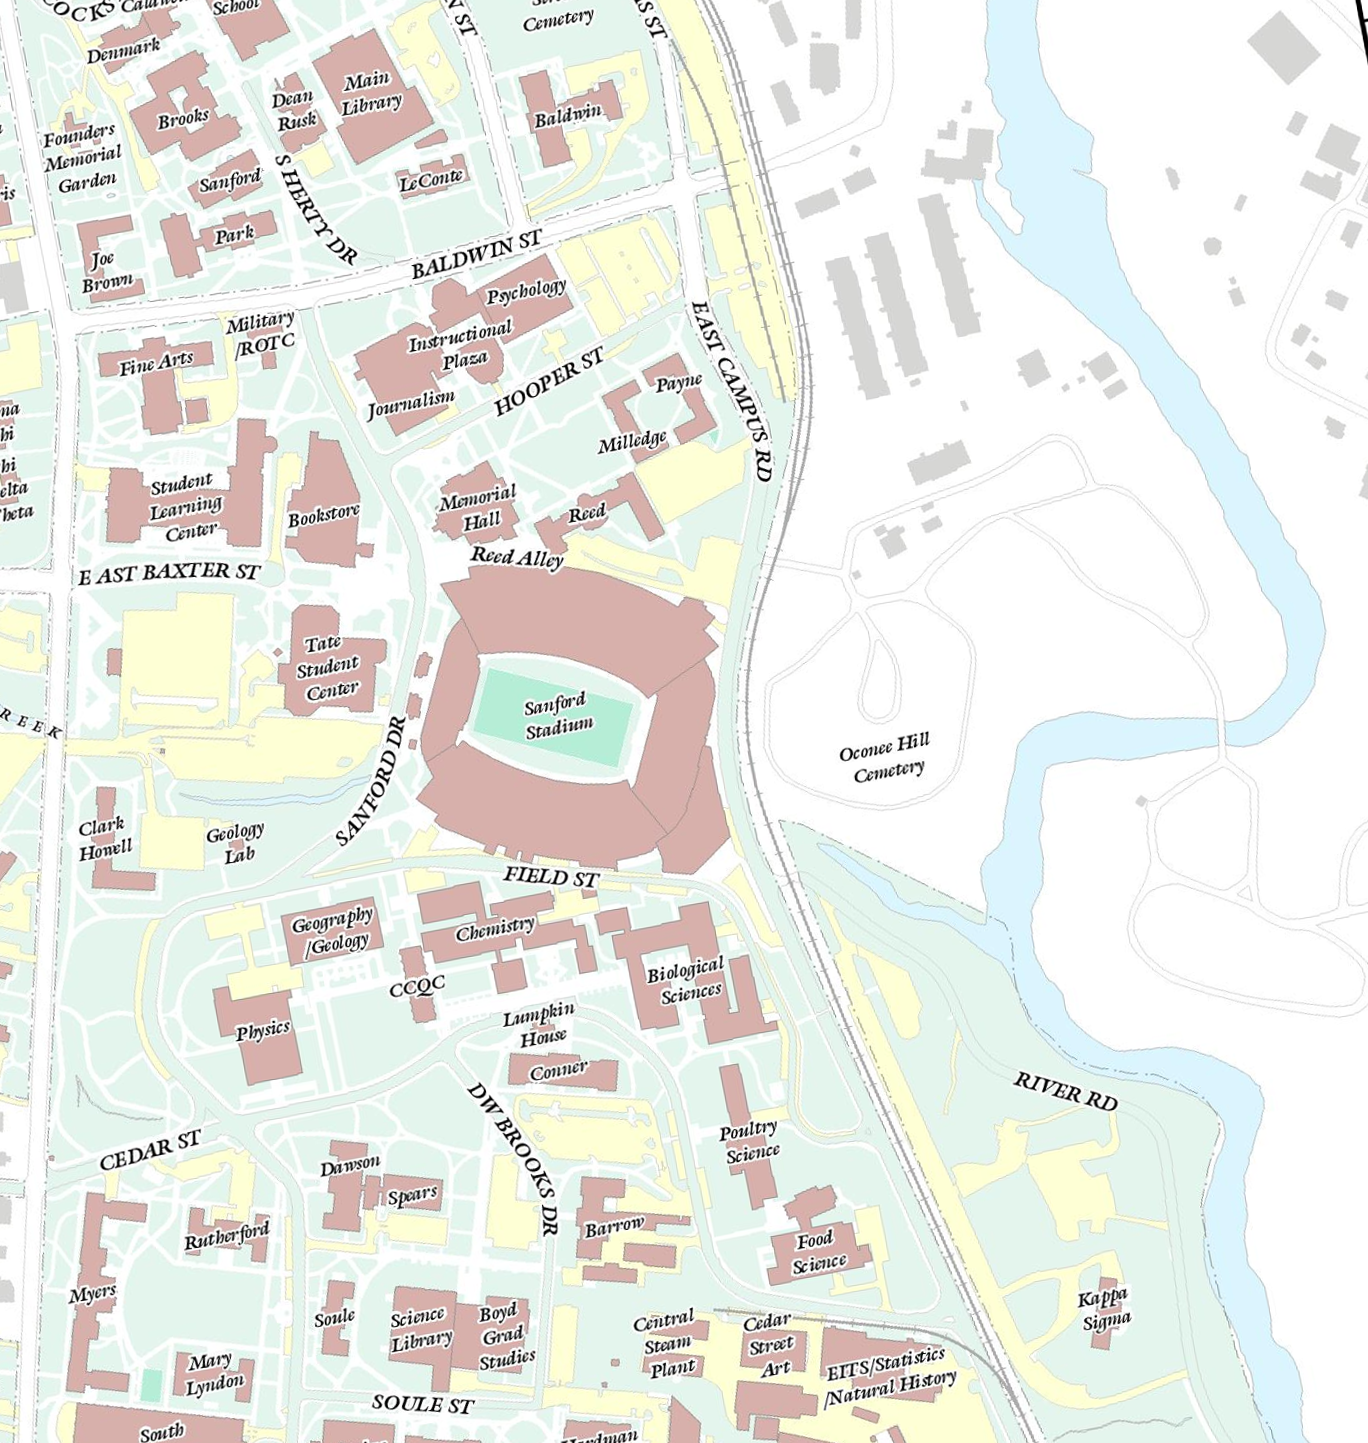 School
Cemetery
Denmark
Main
Library
Dean
Rusk
Brooks
Baldwin
Founders
Memorial
Garden
Sanford
LeConte
S HERTY DR
Park
BALDWIN ST
Joe
Brown
Psychology
Military
/ROTC
Instructional
Plaza
Fine Arts
EAST CAMPUS RD
HOOPER ST
Payne
Journalism
Milledge
Student
Learning
Center
Memorial
Hall
Reed
Bookstore
Reed Alley
EAST BAXTER ST
Tate
Student
Center
Sanford
Stadium
REEK
SANFORD DR
Oconee Hill
Cemetery
Clark
Howell
Geology
Lab
FIELD ST
Geography
/Geology
Chemistry
CCQC
Biological
Sciences
Physics
Lumpkin
House
Conner
RIVER RD
DW BROOKS DR
CEDAR ST
Poultry
Science
Dawson
Spears
Rutherford
Barrow
Food
Science
Myers
Soule
Science
Library
Boyd
Grad
Studies
Central
Steam
Plant
Cedar
Street
Art
Kappa
Sigma
EITS/Statistics
/Natural History
Mary
Lyndon
SOULE ST
South